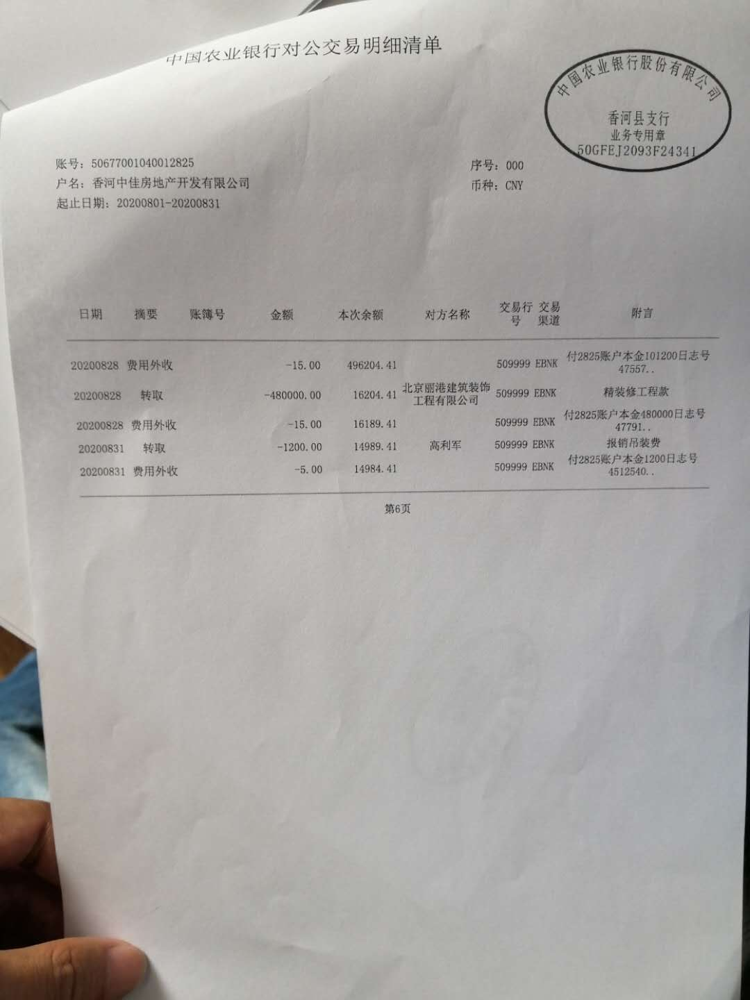 中国农业银行对公交易明细清单
中国农业银行股份有限公司
香河县支行
业务专用章
50GFEJ2093F24341
账号：50677001040012825
序号：000
户名：香河中佳房地产开发有限公司
币种：CNY
起止日期：20200801-20200831
日期 摘要 账簿号 金额 本次余额 对方名称 交易行号 交易渠道 附言
20200828 费用外收 -15.00 496204.41 509999 EBNK 付2825账户本金101200日志号47557..
20200828 转取 -480000.00 16204.41 北京丽港建筑装饰工程有限公司 509999 EBNK 精装修工程款
20200828 费用外收 -15.00 16189.41 509999 EBNK 付2825账户本金480000日志号47791..
20200831 转取 -1200.00 14989.41 高利军 509999 EBNK 报销吊装费
20200831 费用外收 -5.00 14984.41 509999 EBNK 付2825账户本金1200日志号4512540..
第6页